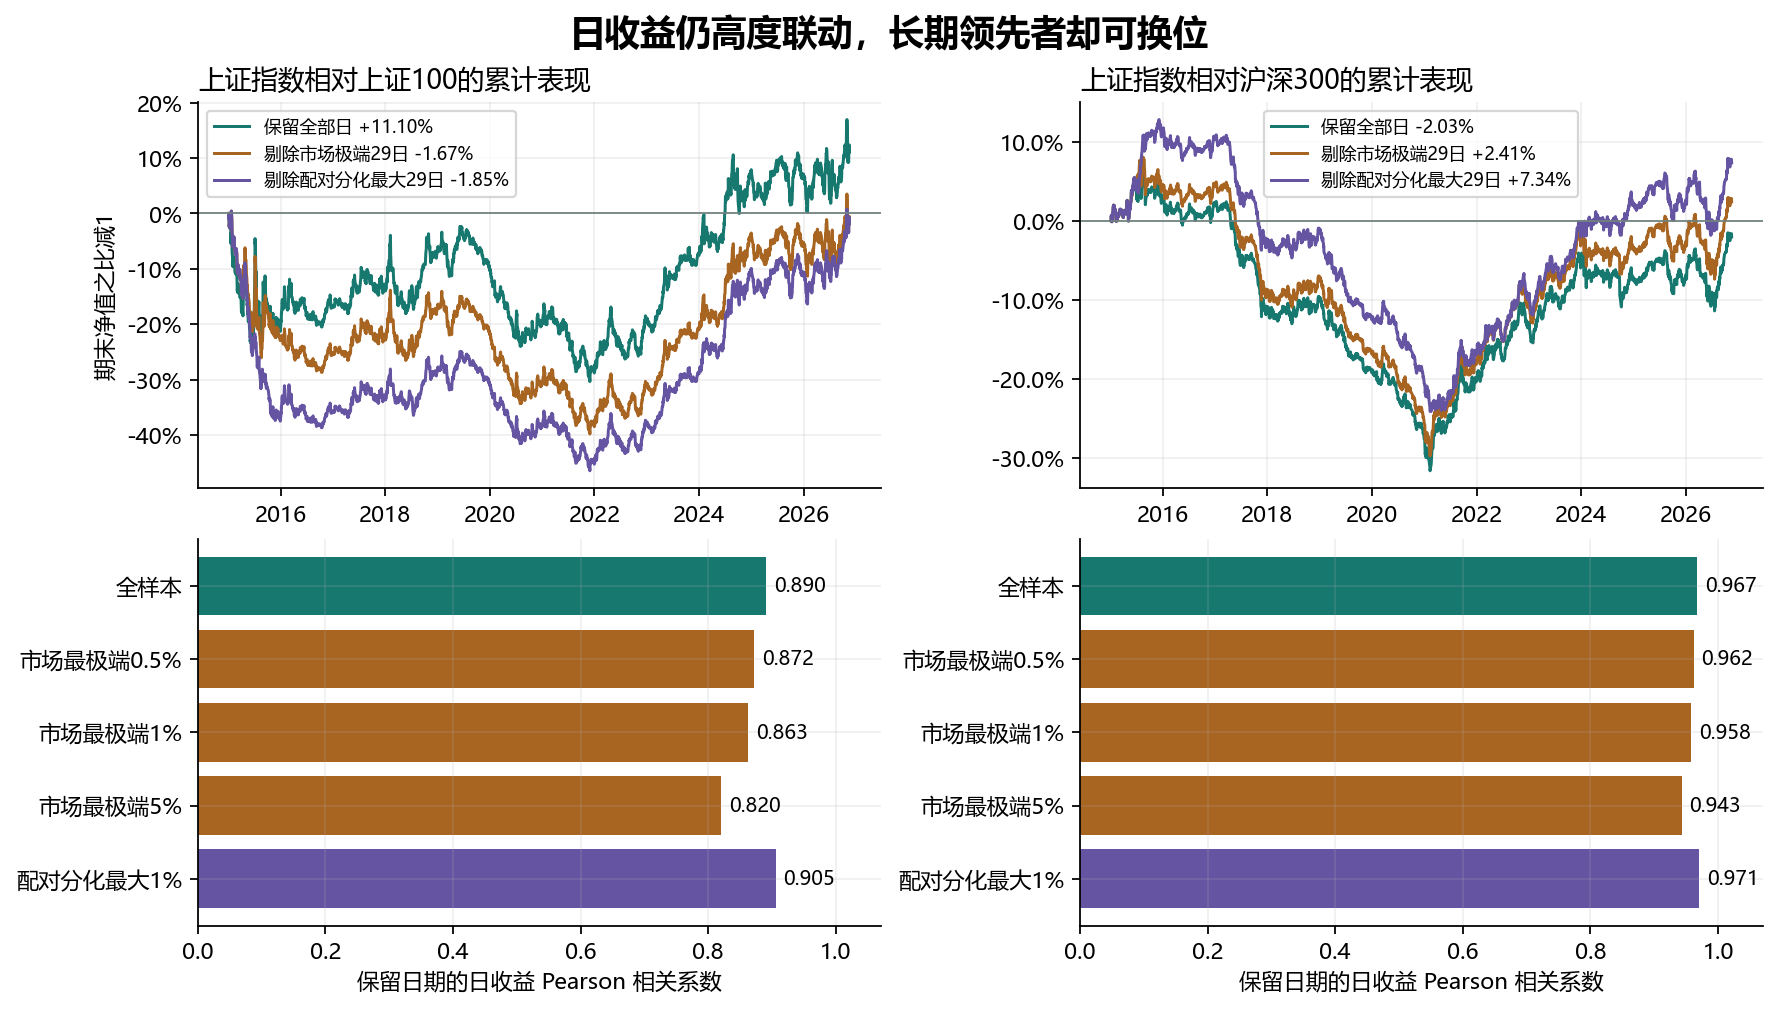 日收益仍高度联动，长期领先者却可换位
上证指数相对上证100的累计表现
期末净值之比减1
20%
10%
0%
-10%
-20%
-30%
-40%
保留全部日 +11.10%
剔除市场极端29日 -1.67%
剔除配对分化最大29日 -1.85%
2016 2018 2020 2022 2024 2026
上证指数相对沪深300的累计表现
10.0%
0.0%
-10.0%
-20.0%
-30.0%
保留全部日 -2.03%
剔除市场极端29日 +2.41%
剔除配对分化最大29日 +7.34%
2016 2018 2020 2022 2024 2026
全样本 0.890
市场最极端0.5% 0.872
市场最极端1% 0.863
市场最极端5% 0.820
配对分化最大1% 0.905
0.0 0.2 0.4 0.6 0.8 1.0
保留日期的日收益 Pearson 相关系数
全样本 0.967
市场最极端0.5% 0.962
市场最极端1% 0.958
市场最极端5% 0.943
配对分化最大1% 0.971
0.0 0.2 0.4 0.6 0.8 1.0
保留日期的日收益 Pearson 相关系数